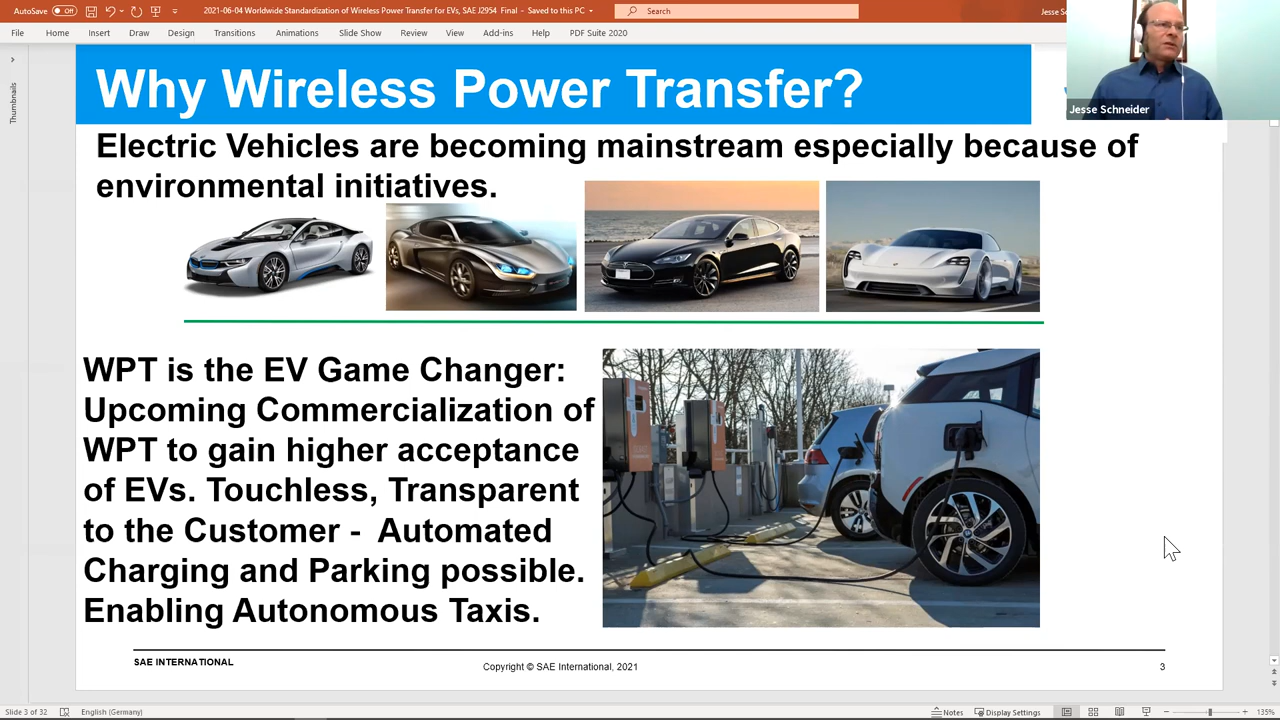 AutoSave Off 2021-06-04 Worldwide Standardization of Wireless Power Transfer for EVs, SAE J2954 Final - Saved to this PC Search
File Home Insert Draw Design Transitions Animations Slide Show Review View Add-ins Help PDF Suite 2020
Thumbnails
Why Wireless Power Transfer?
Jesse Schneider
Electric Vehicles are becoming mainstream especially because of
environmental initiatives.
WPT is the EV Game Changer:
Upcoming Commercialization of
WPT to gain higher acceptance
of EVs. Touchless, Transparent
to the Customer - Automated
Charging and Parking possible.
Enabling Autonomous Taxis.
SAE INTERNATIONAL
Copyright © SAE International, 2021
3
Slide 3 of 32 English (Germany) Notes Display Settings 135%